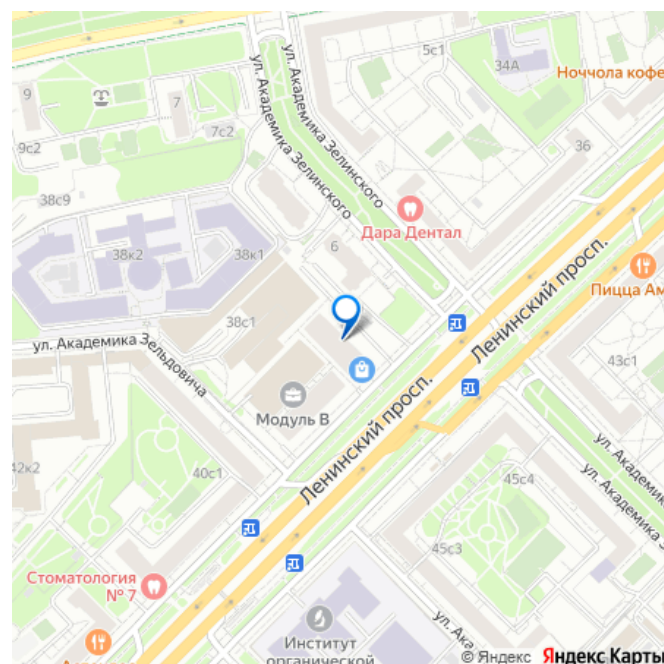 5с1
34А
Ноччола кофе
ул. Академика Зелинского
ул. Академика Зелинского
9
7
7с2
9с2
36
38с9
Дара Дентал
38к2
38к1
6
Ленинский просп.
Пицца Ам
38с1
ул. Академика Зельдовича
43с1
Модуль В
Ленинский просп.
42к2
40с1
45с4
ул. Академика
ул. Академика Зе
45с3
Стоматология
№ 7
Институт
органической
ул. Ака
© Яндекс Яндекс Карты